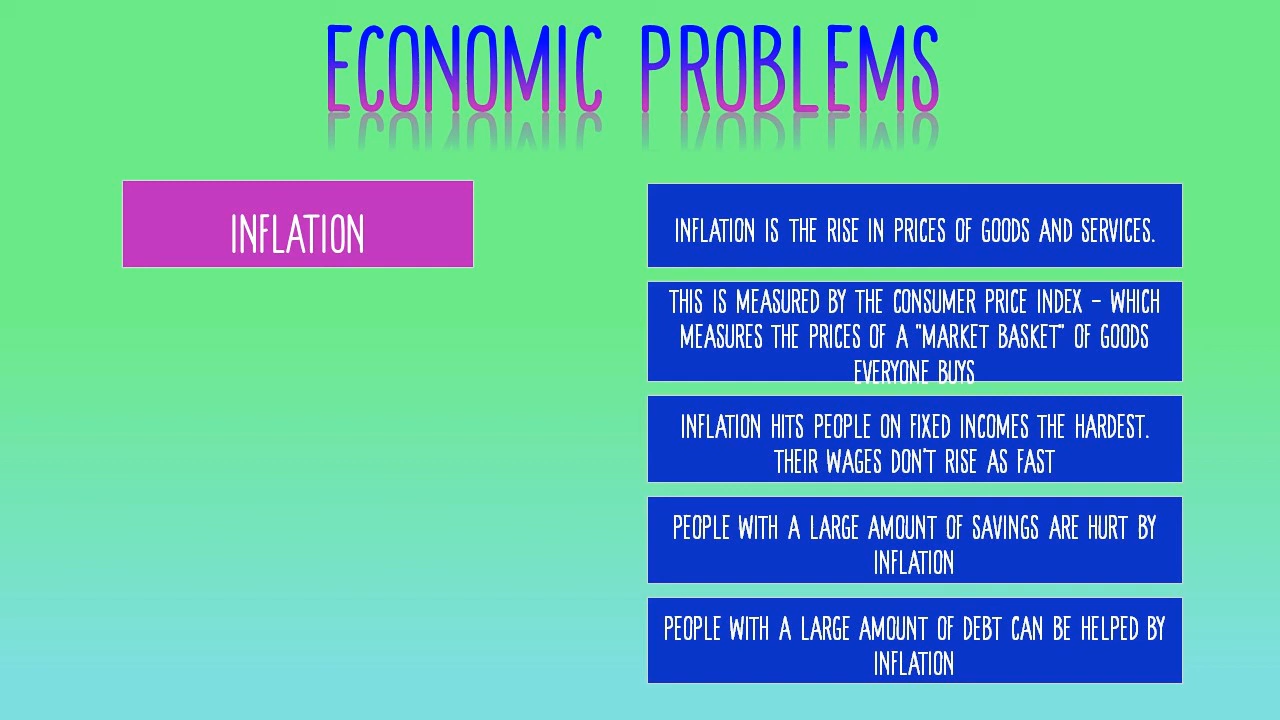 ECONOMIC PROBLEMS
INFLATION
INFLATION IS THE RISE IN PRICES OF GOODS AND SERVICES.
THIS IS MEASURED BY THE CONSUMER PRICE INDEX – WHICH
MEASURES THE PRICES OF A "MARKET BASKET" OF GOODS
EVERYONE BUYS
INFLATION HITS PEOPLE ON FIXED INCOMES THE HARDEST.
THEIR WAGES DON'T RISE AS FAST
PEOPLE WITH A LARGE AMOUNT OF SAVINGS ARE HURT BY
INFLATION
PEOPLE WITH A LARGE AMOUNT OF DEBT CAN BE HELPED BY
INFLATION